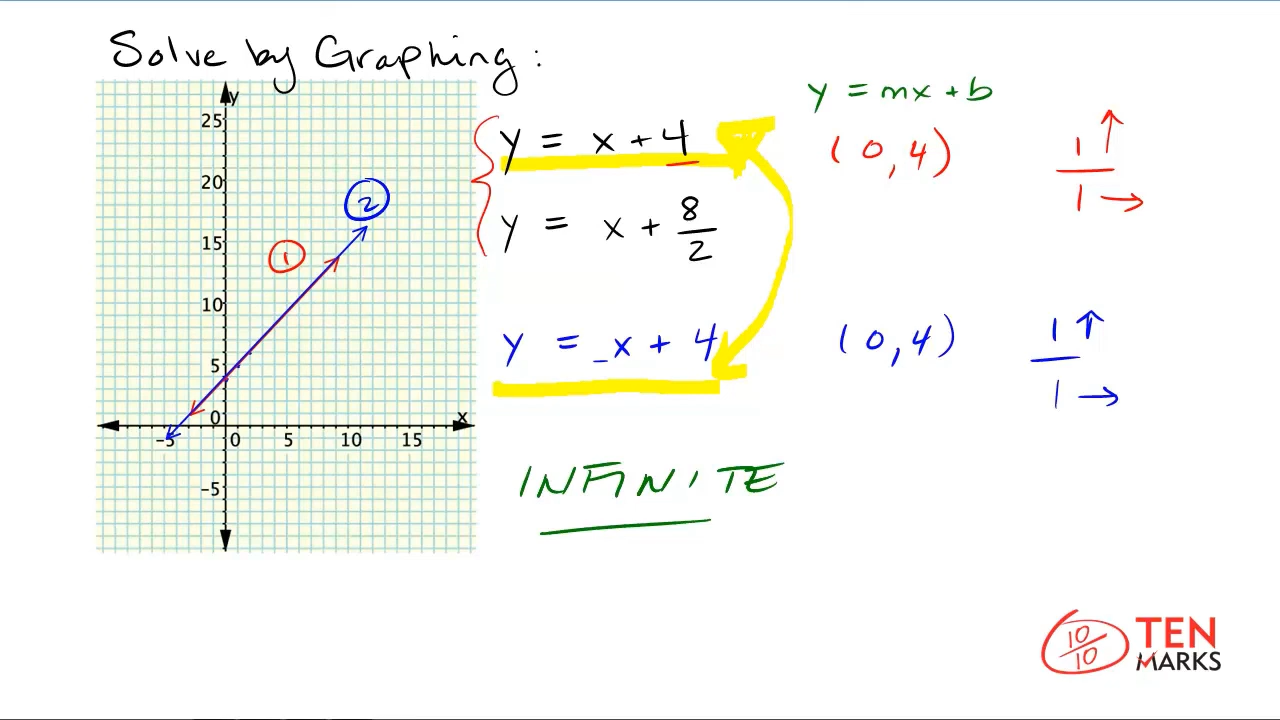 Solve by Graphing:
y = mx + b
y = x + 4
(0,4)
1 ↑
1 →
y = x + 8/2
y = x + 4
(0,4)
1 ↑
1 →
INFINITE
y
25
20
15
10
5
0
-5 0 5 10 15
x
-5
2
1
10
10
TEN
MARKS